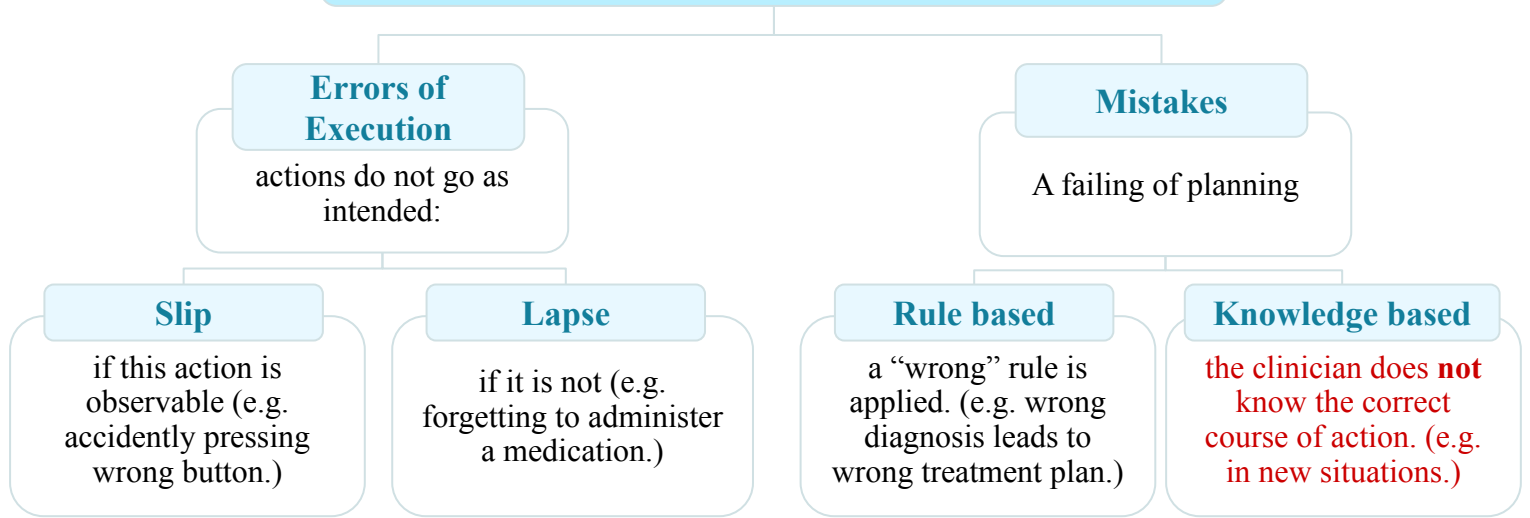 Errors of
Execution
actions do not go as
intended:
Mistakes
A failing of planning
Slip
if this action is
observable (e.g.
accidently pressing
wrong button.)
Lapse
if it is not (e.g.
forgetting to administer
a medication.)
Rule based
a “wrong” rule is
applied. (e.g. wrong
diagnosis leads to
wrong treatment plan.)
Knowledge based
the clinician does not
know the correct
course of action. (e.g.
in new situations.)